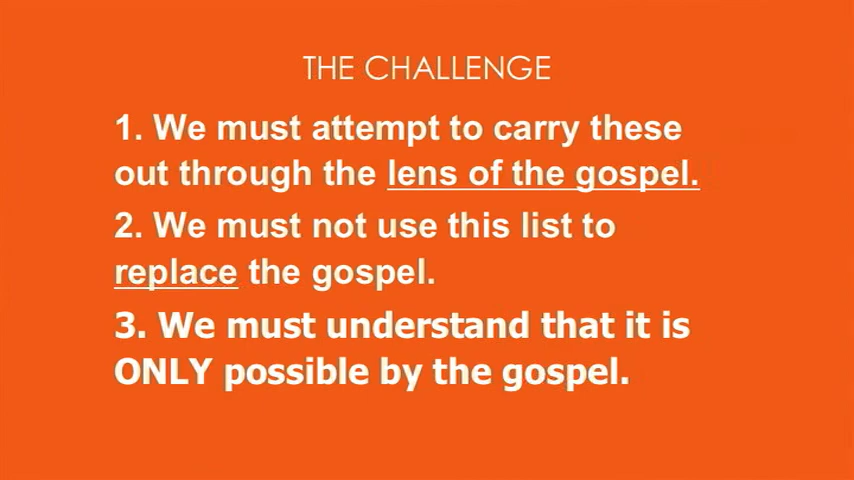 THE CHALLENGE
1. We must attempt to carry these
out through the lens of the gospel.
2. We must not use this list to
replace the gospel.
3. We must understand that it is
ONLY possible by the gospel.